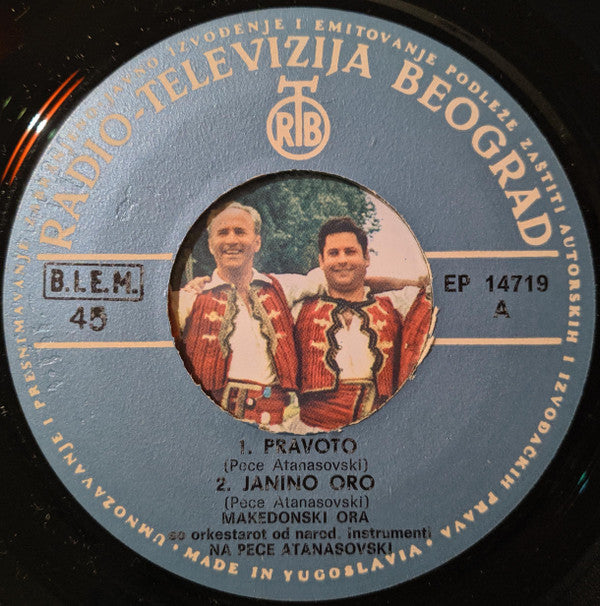 UMNOŽAVANJE I PRESNIMAVANJE, JAVNO IZVOĐENJE I EMITOVANJE PODLEŽE ZAŠTITI AUTORSKIH I IZVOĐAČKIH PRAVA
RADIO-TELEVIZIJA BEOGRAD
RTB
B.I.E.M.
45
EP 14719
A
1. PRAVOTO
(Pece Atanasovski)
2. JANINO ORO
(Pece Atanasovski)
MAKEDONSKI ORA
so orkestarot od narod. instrumenti
NA PECE ATANASOVSKI
• MADE IN YUGOSLAVIA •